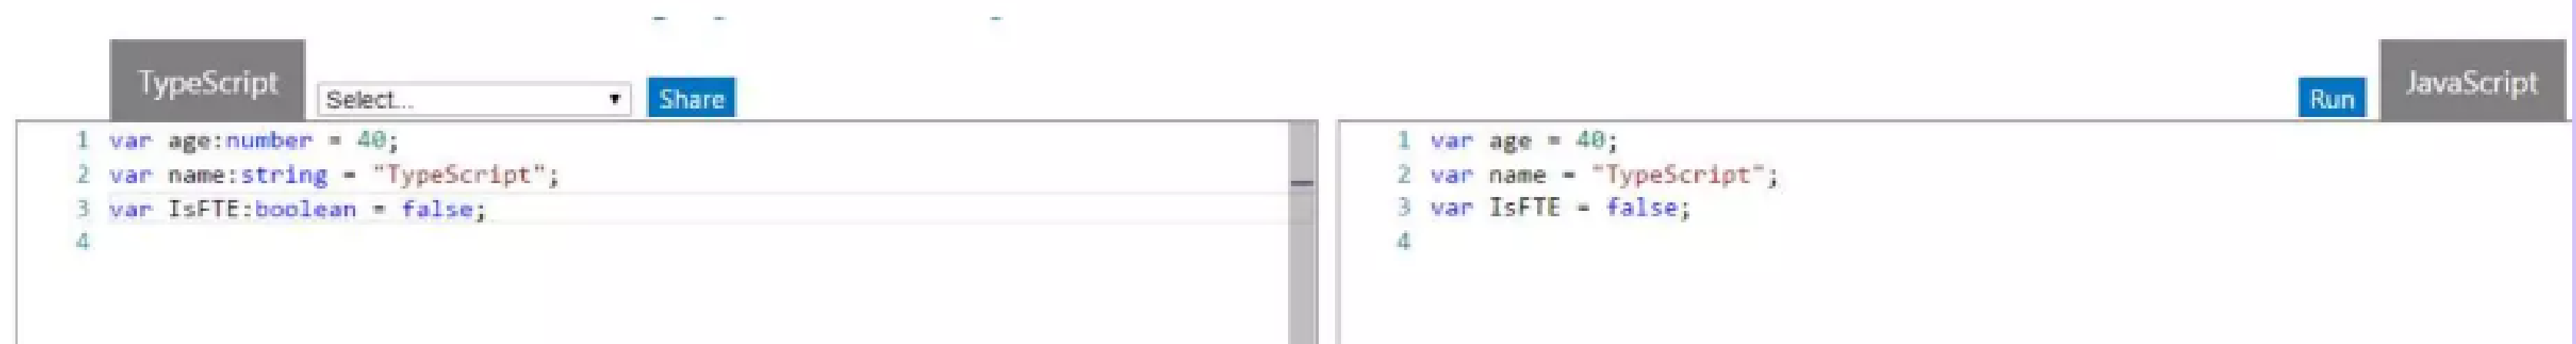 TypeScript
Select...
Share
Run
JavaScript
1 var age:number = 40;
2 var name:string = "TypeScript";
3 var IsFTE:boolean = false;
4
1 var age = 40;
2 var name = "TypeScript";
3 var IsFTE = false;
4